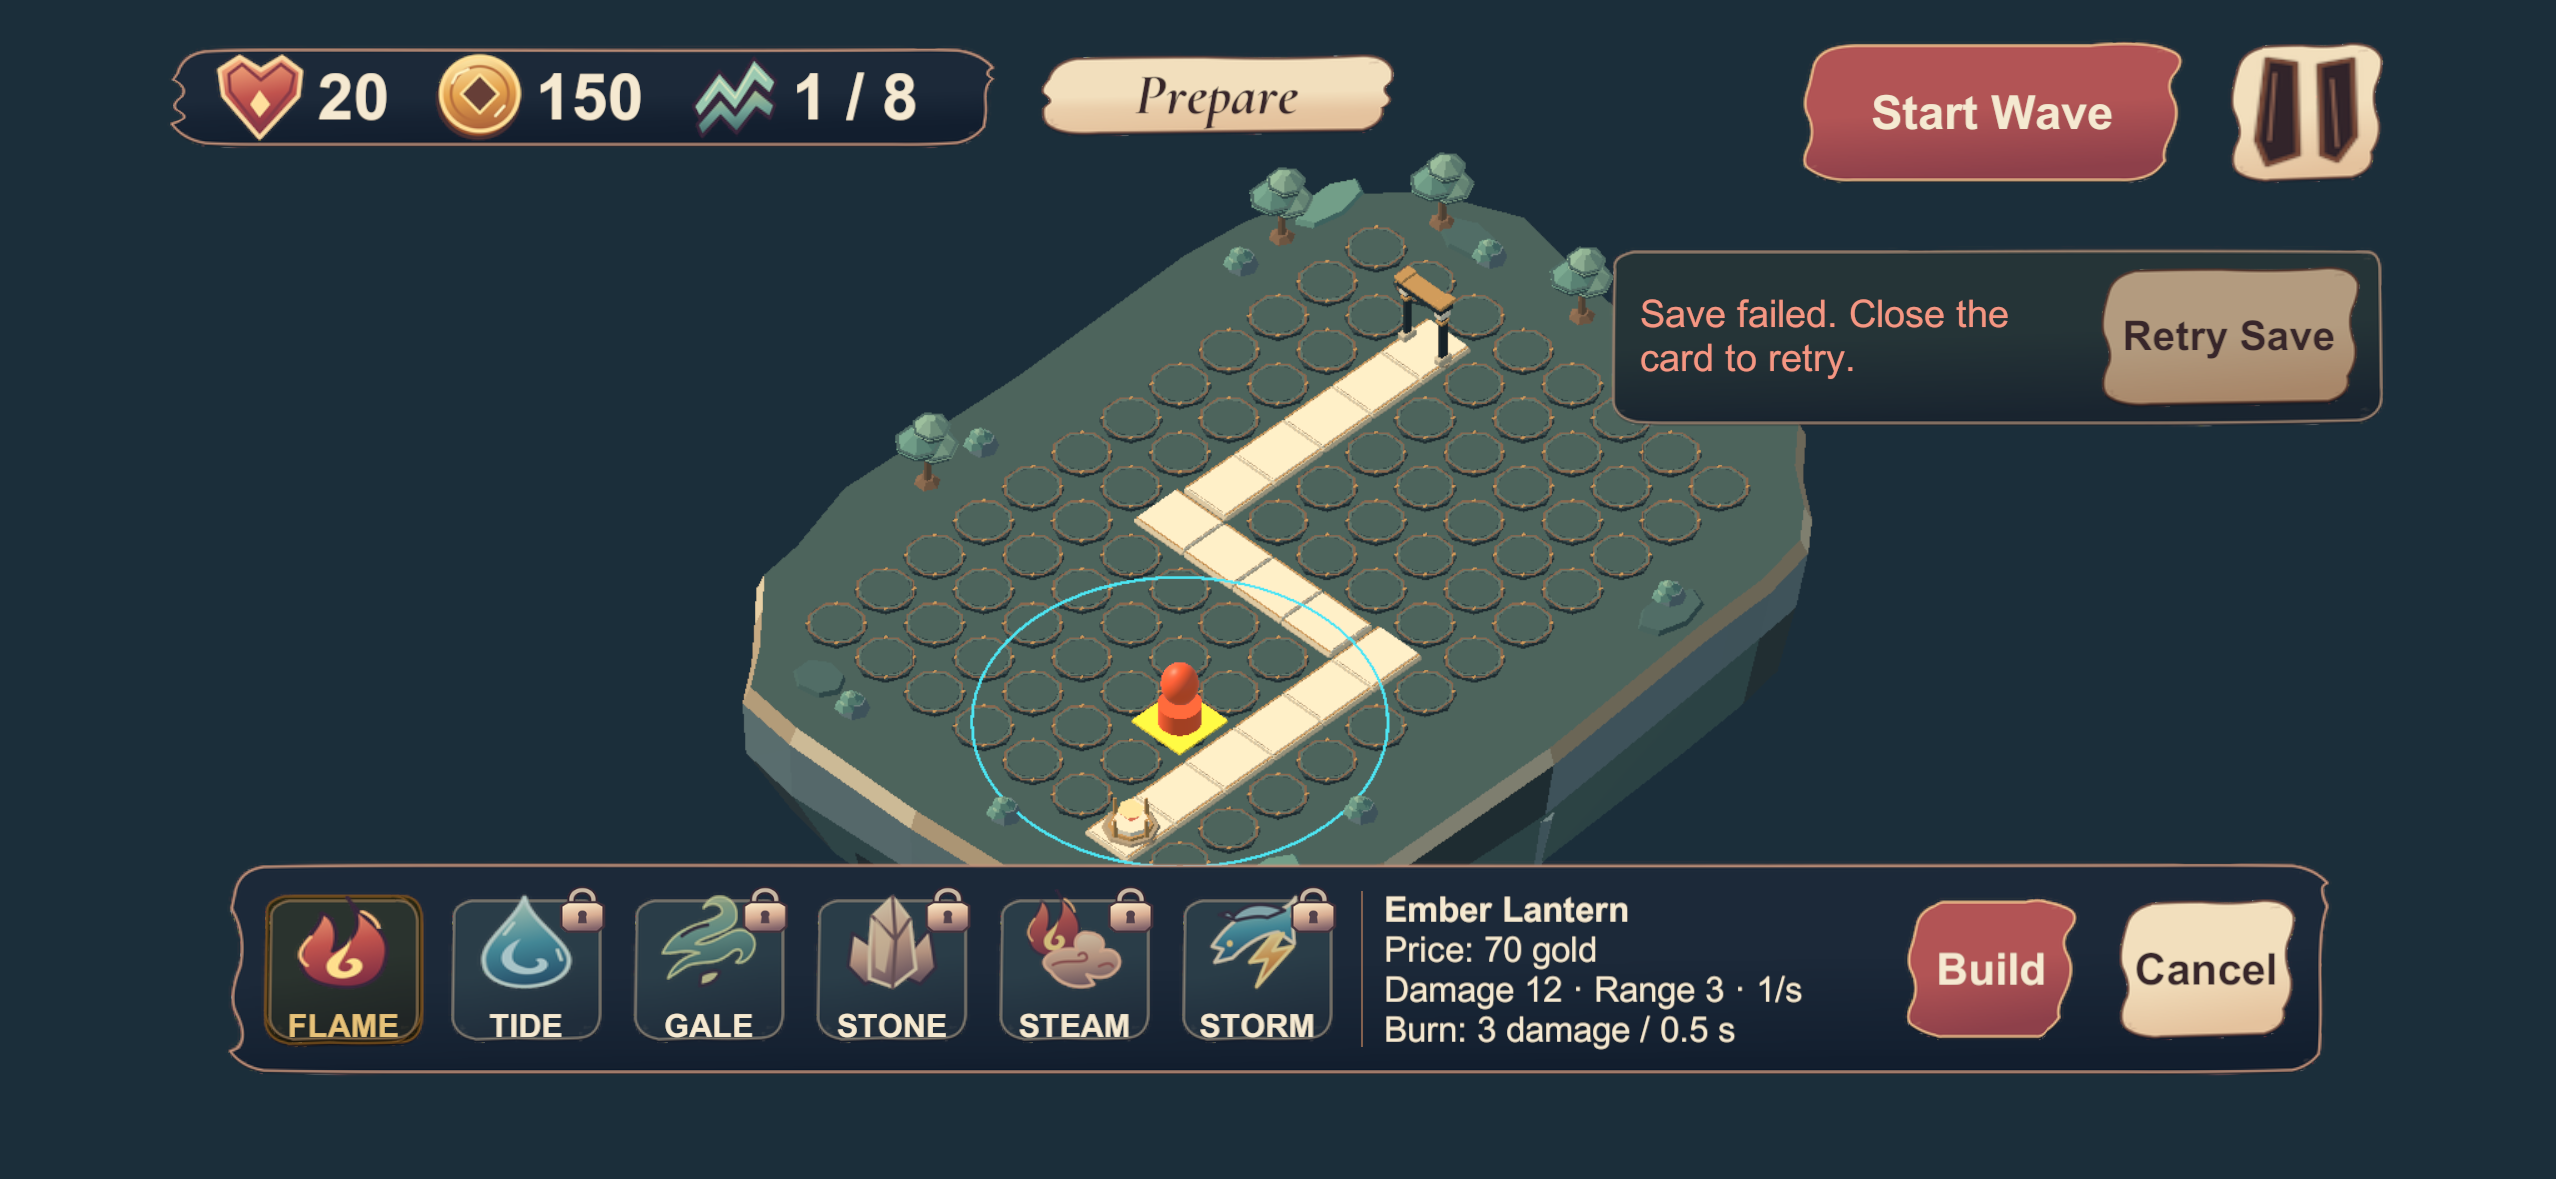 20 150 1 / 8
Prepare
Start Wave
Save failed. Close the
card to retry.
Retry Save
FLAME
TIDE
GALE
STONE
STEAM
STORM
Ember Lantern
Price: 70 gold
Damage 12 · Range 3 · 1/s
Burn: 3 damage / 0.5 s
Build
Cancel